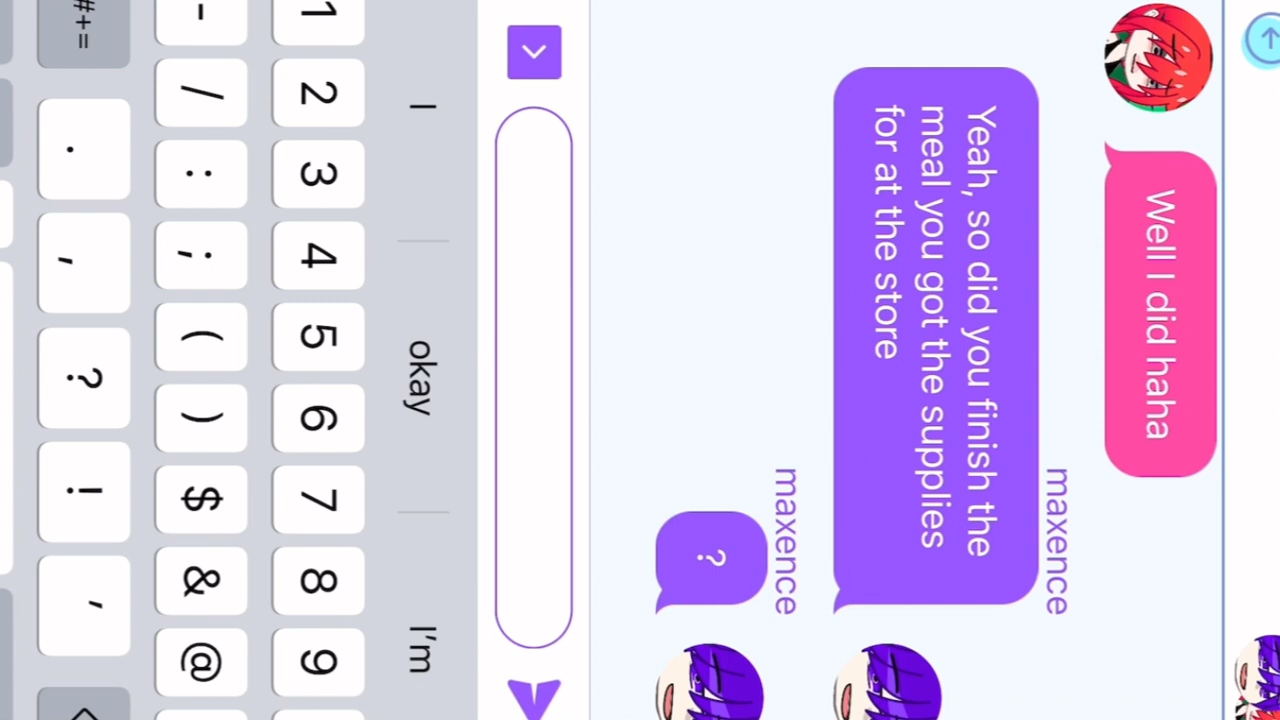 Well I did haha
maxence
Yeah, so did you finish the
meal you got the supplies
for at the store
maxence
?
I
okay
I'm
1 2 3 4 5 6 7 8 9
- / : ; ( ) $ & @
#+= . , ? ! '